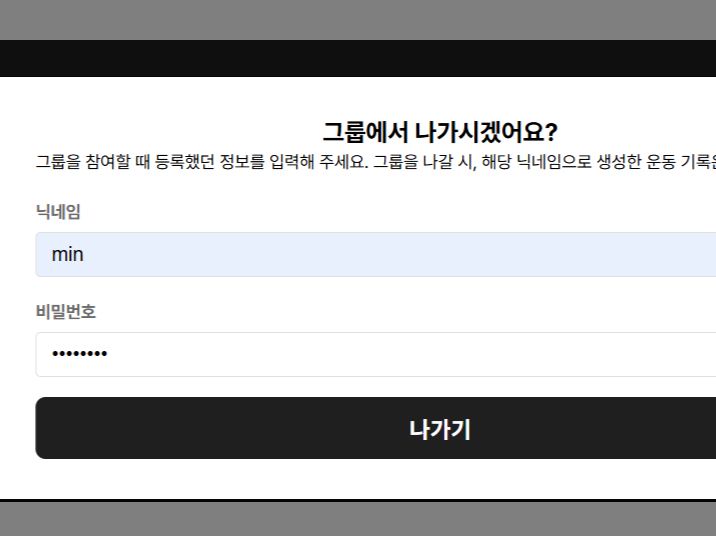 그룹에서 나가시겠어요?
그룹을 참여할 때 등록했던 정보를 입력해 주세요. 그룹을 나갈 시, 해당 닉네임으로 생성한 운동 기록은
닉네임
min
비밀번호
••••••••
나가기